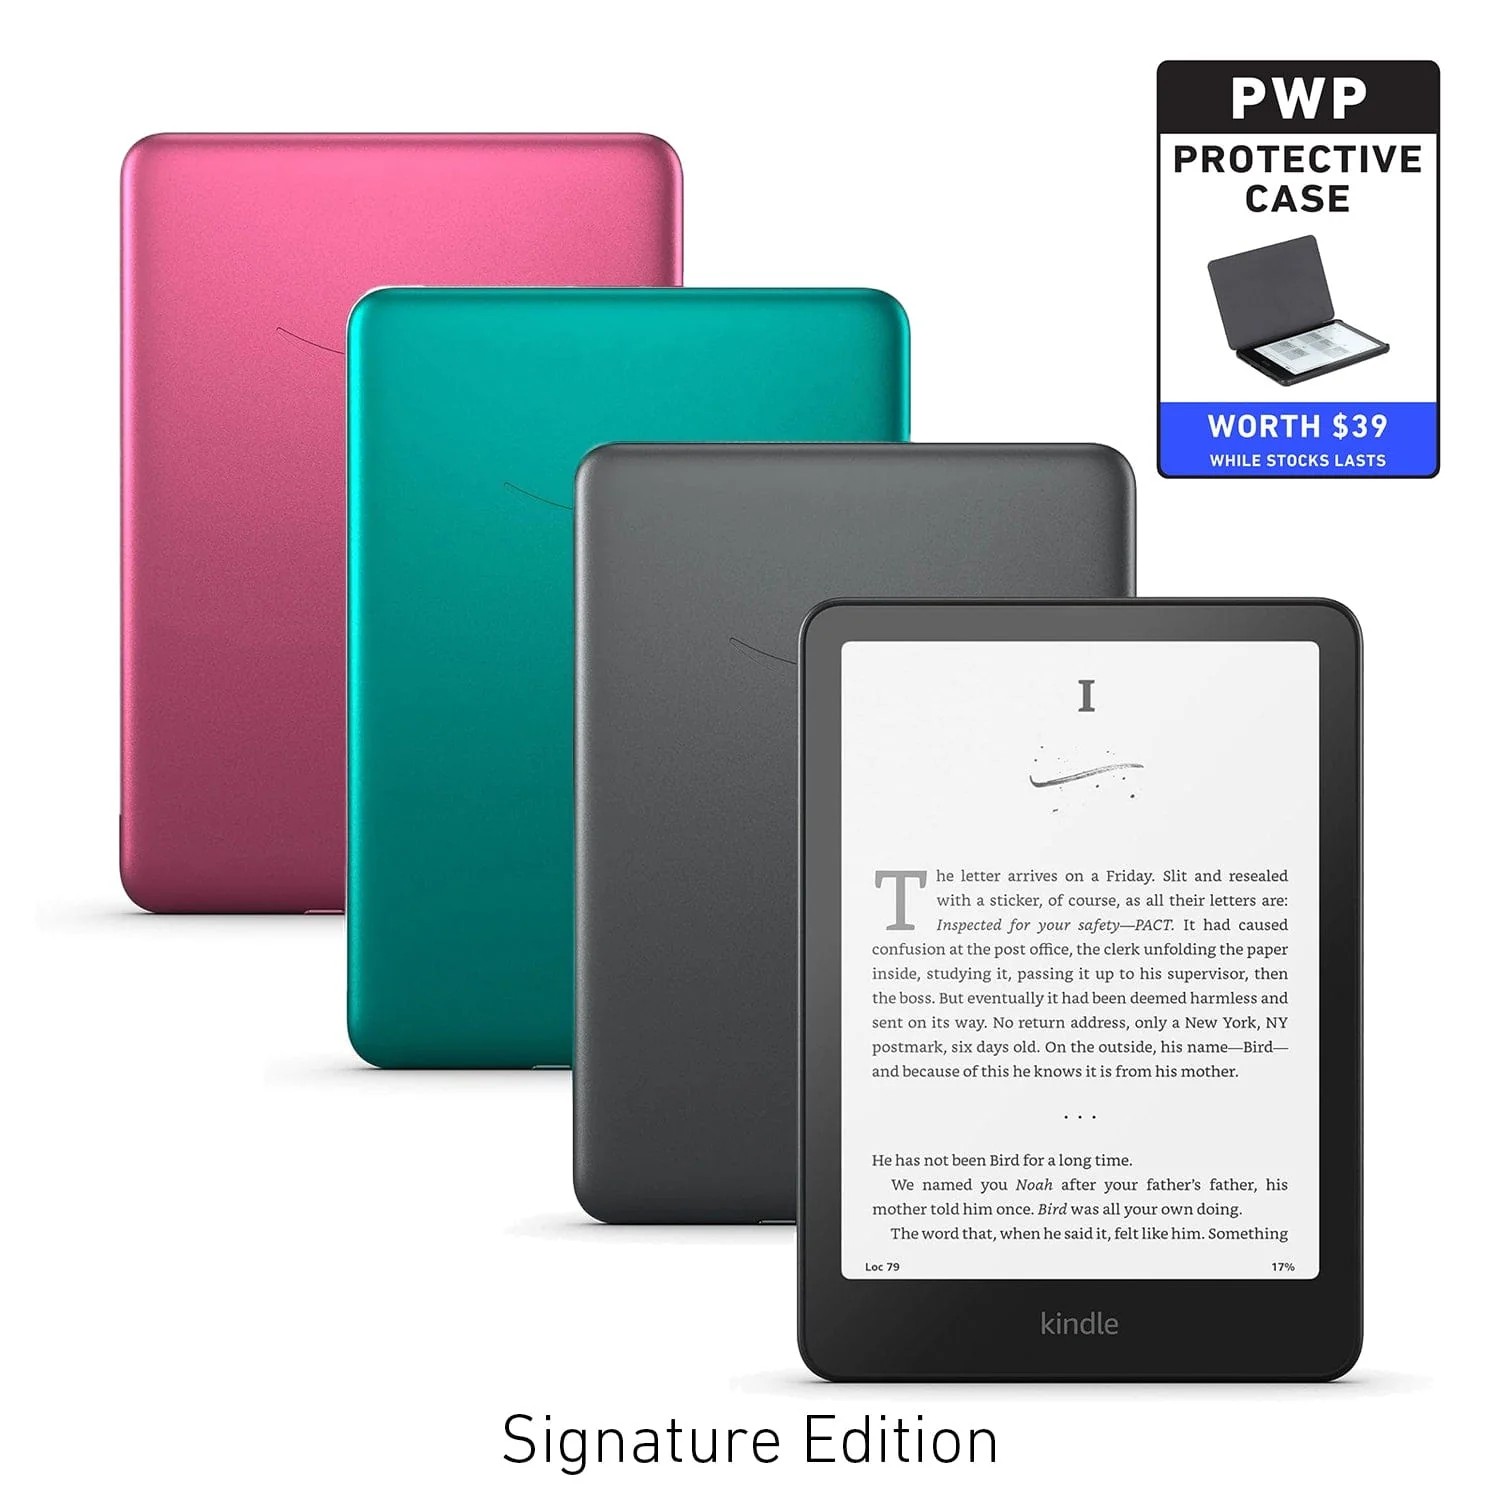 PWP
PROTECTIVE
CASE
WORTH $39
WHILE STOCKS LASTS
I
The letter arrives on a Friday. Slit and resealed
with a sticker, of course, as all their letters are:
Inspected for your safety—PACT. It had caused
confusion at the post office, the clerk unfolding the paper
inside, studying it, passing it up to his supervisor, then
the boss. But eventually it had been deemed harmless and
sent on its way. No return address, only a New York, NY
postmark, six days old. On the outside, his name—Bird—
and because of this he knows it is from his mother.
. . .
He has not been Bird for a long time.
We named you Noah after your father’s father, his
mother told him once. Bird was all your own doing.
The word that, when he said it, felt like him. Something
Loc 79 17%
kindle
Signature Edition